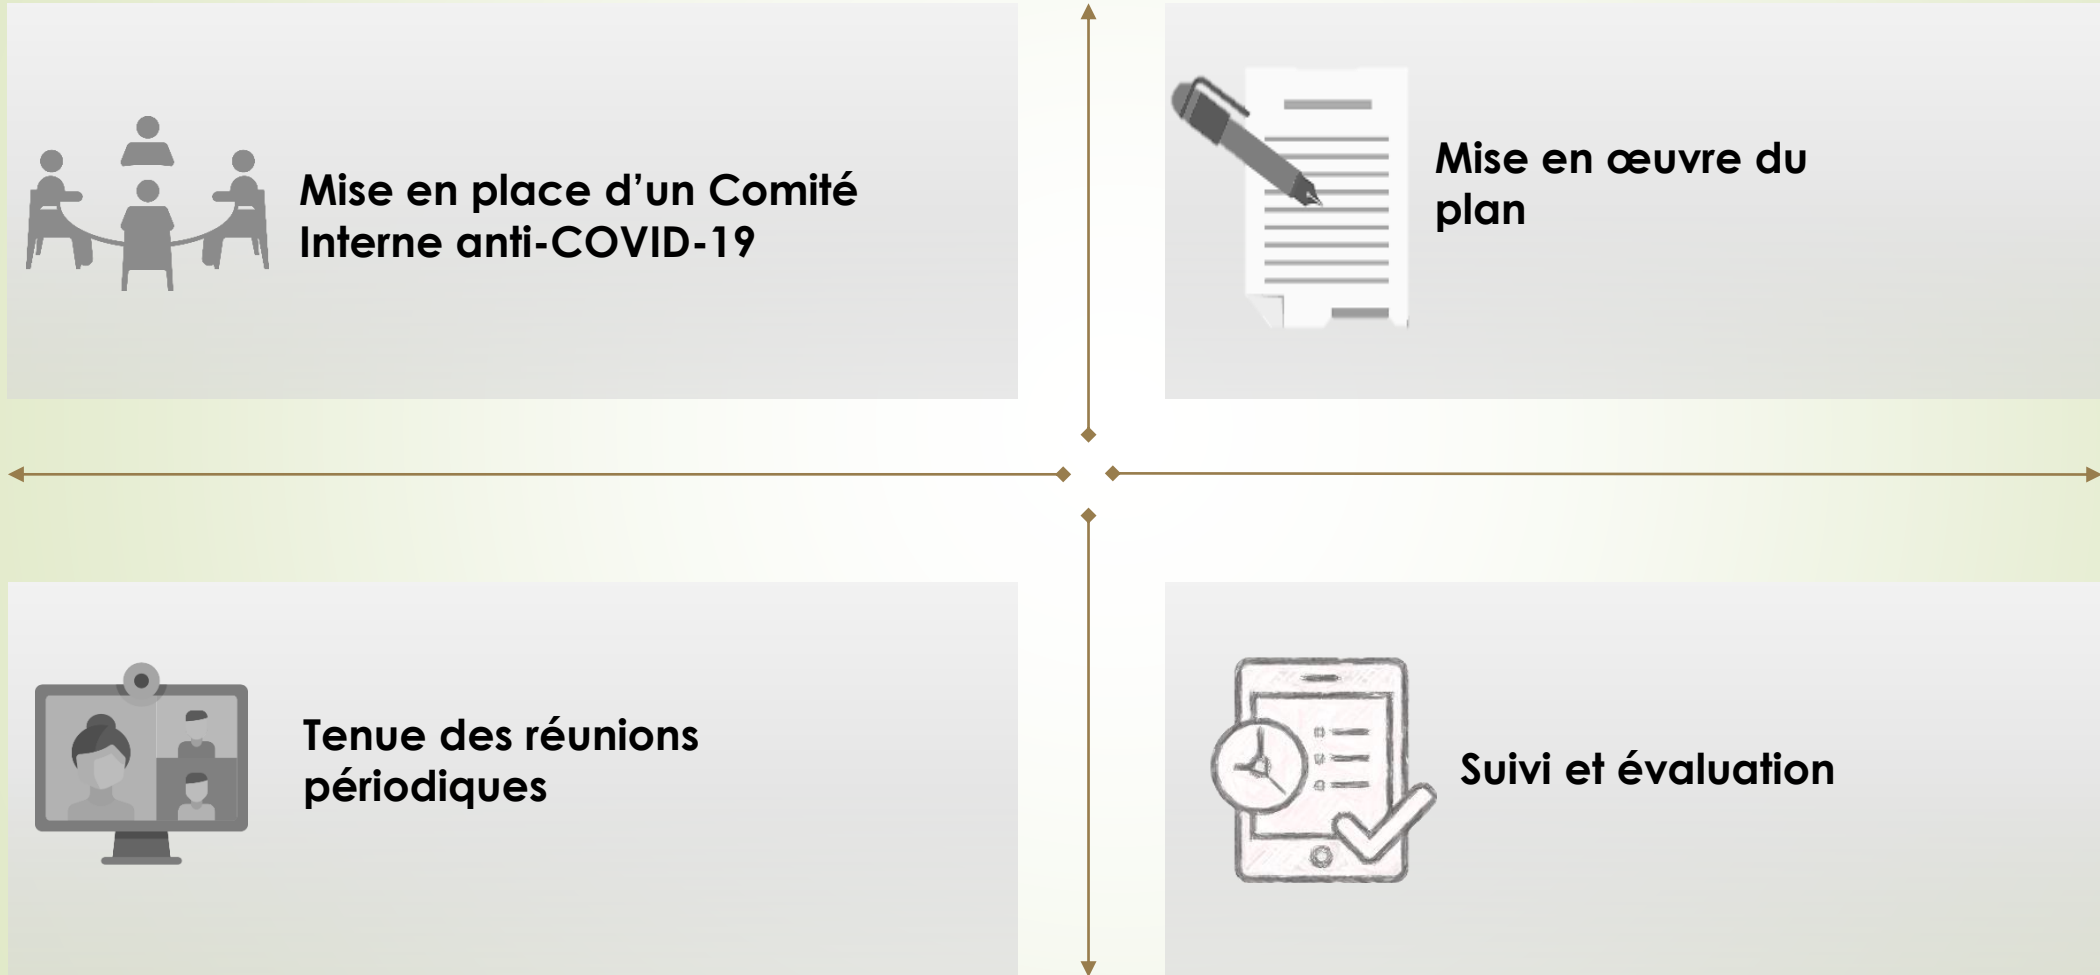 Mise en place d’un Comité
Interne anti-COVID-19
Mise en œuvre du
plan
Tenue des réunions
périodiques
Suivi et évaluation